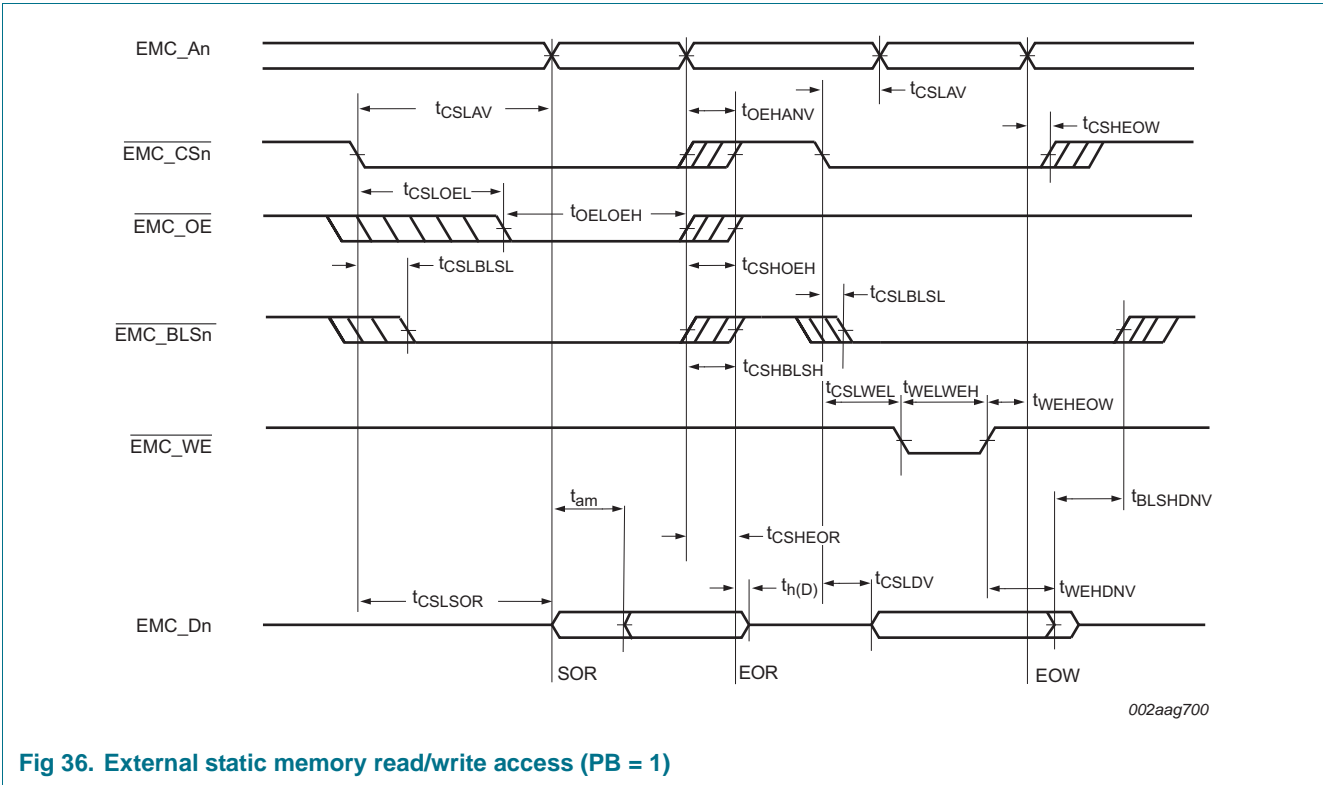 EMC_An
tCSLAV
tOEHANV
tCSLAV
tCSHEOW
EMC_CSn
tCSLOEL
tOELOEH
EMC_OE
tCSLBLSL
tCSHOEH
tCSLBLSL
EMC_BLSn
tCSHBLSH
tCSLWEL
tWELWEH
tWEHEOW
EMC_WE
tam
tBLSHDNV
tCSHEOR
tCSLSOR
th(D)
tCSLDV
tWEHDNV
EMC_Dn
SOR
EOR
EOW
002aag700
Fig 36. External static memory read/write access (PB = 1)